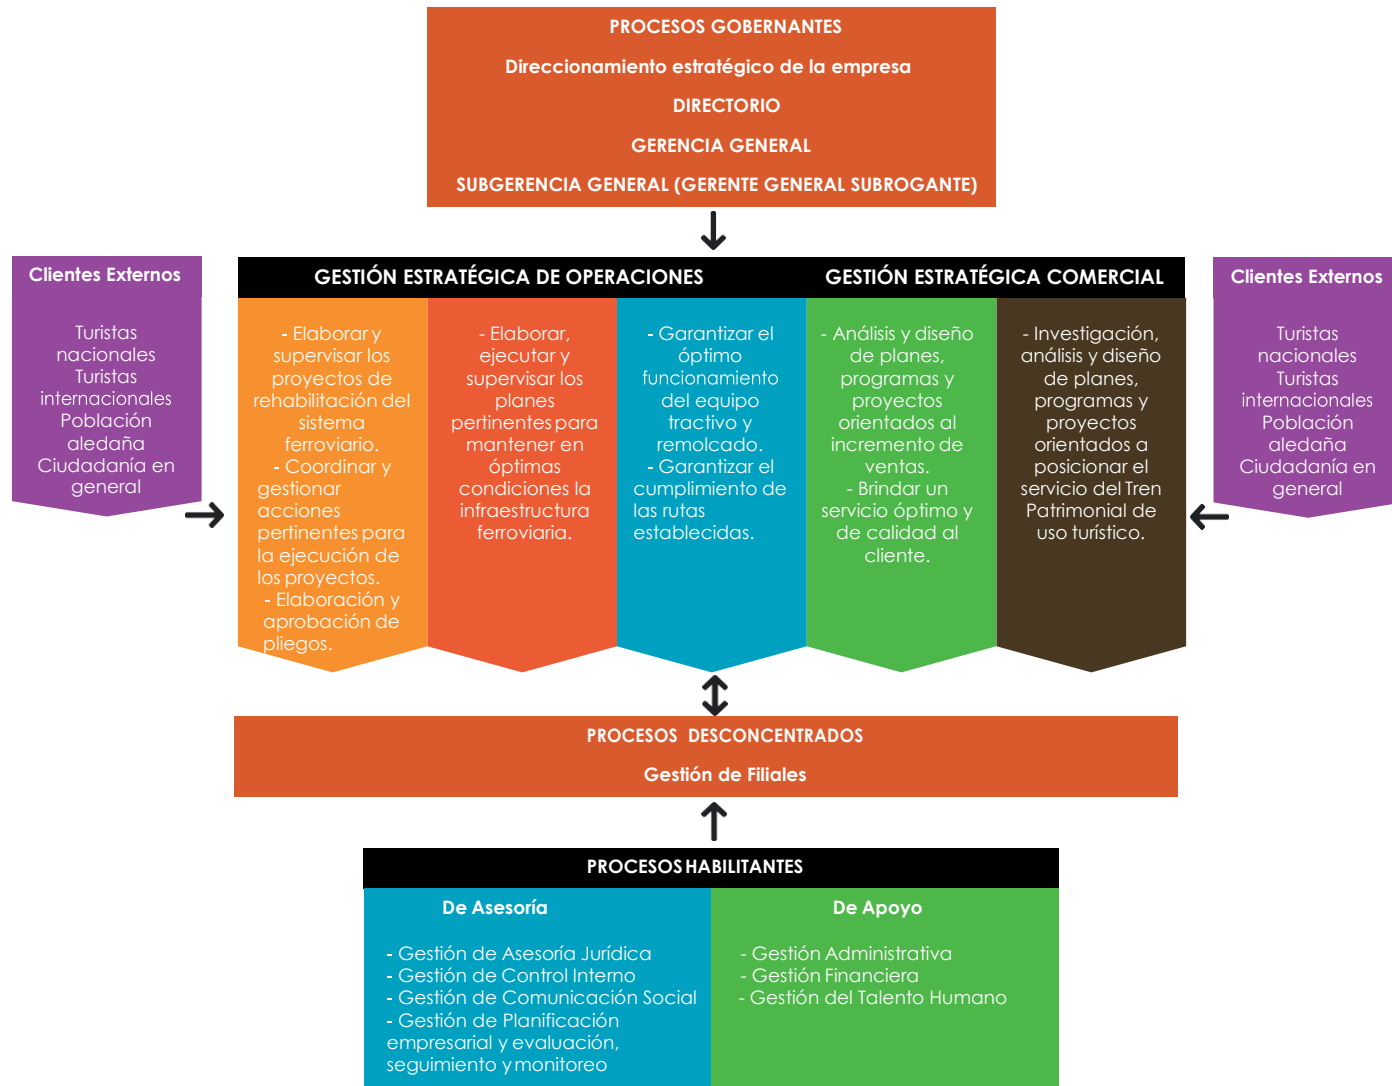 PROCESOS GOBERNANTES
Direccionamiento estratégico de la empresa
DIRECTORIO
GERENCIA GENERAL
SUBGERENCIA GENERAL (GERENTE GENERAL SUBROGANTE)
Clientes Externos
Turistas
nacionales
Turistas
internacionales
Población
aledaña
Ciudadanía en
general
GESTIÓN ESTRATÉGICA DE OPERACIONES
GESTIÓN ESTRATÉGICA COMERCIAL
- Elaborar y
supervisar los
proyectos de
rehabilitación del
sistema
ferroviario.
- Coordinar y
gestionar
acciones
pertinentes para
la ejecución de
los proyectos.
- Elaboración y
aprobación de
pliegos.
- Elaborar,
ejecutar y
supervisar los
planes
pertinentes para
mantener en
óptimas
condiciones la
infraestructura
ferroviaria.
- Garantizar el
óptimo
funcionamiento
del equipo
tractivo y
remolcado.
- Garantizar el
cumplimiento de
las rutas
establecidas.
- Análisis y diseño
de planes,
programas y
proyectos
orientados al
incremento de
ventas.
- Brindar un
servicio óptimo y
de calidad al
cliente.
- Investigación,
análisis y diseño
de planes,
programas y
proyectos
orientados a
posicionar el
servicio del Tren
Patrimonial de
uso turístico.
Clientes Externos
Turistas
nacionales
Turistas
internacionales
Población
aledaña
Ciudadanía en
general
PROCESOS DESCONCENTRADOS
Gestión de Filiales
PROCESOS HABILITANTES
De Asesoría
- Gestión de Asesoría Jurídica
- Gestión de Control Interno
- Gestión de Comunicación Social
- Gestión de Planificación
empresarial y evaluación,
seguimiento y monitoreo
De Apoyo
- Gestión Administrativa
- Gestión Financiera
- Gestión del Talento Humano